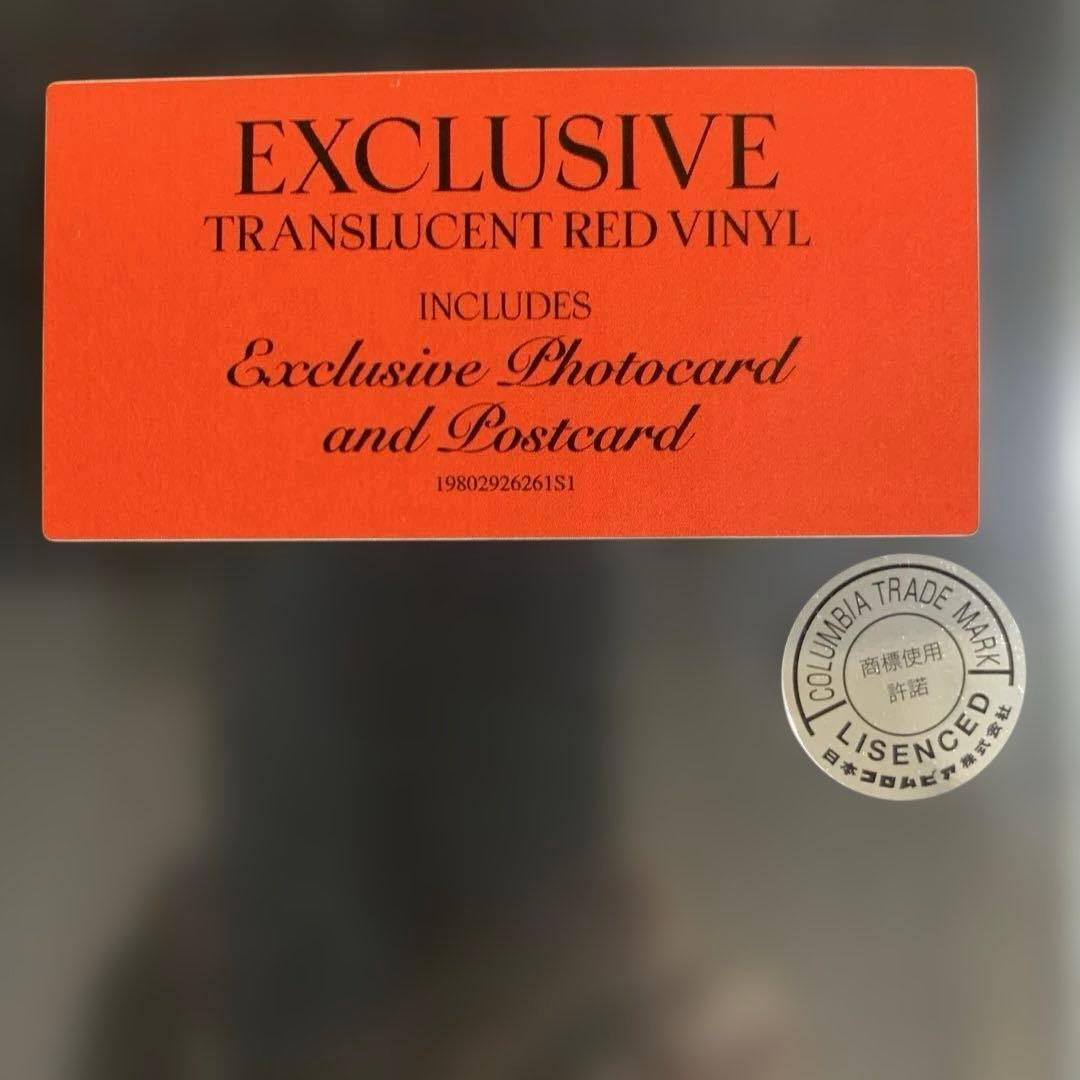 EXCLUSIVE
TRANSLUCENT RED VINYL
INCLUDES
Exclusive Photocard
and Postcard
19802926261S1
COLUMBIA TRADE MARK
商標使用
許諾
LISENCED
日本コロムビア株式会社